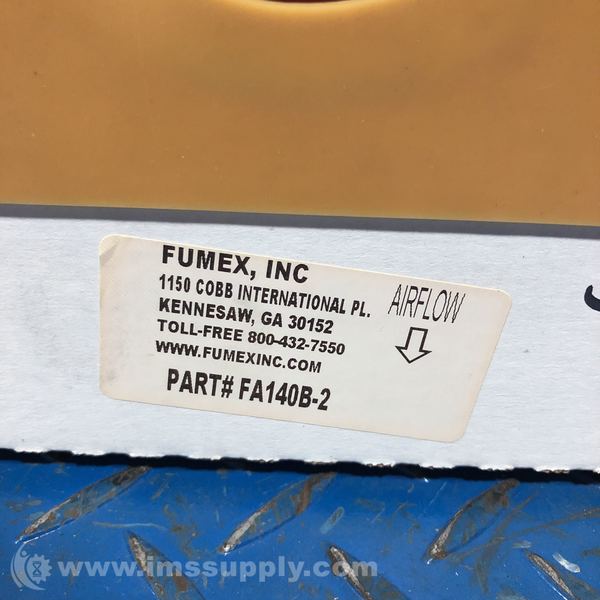 FUMEX, INC
1150 COBB INTERNATIONAL PL.
KENNESAW, GA 30152
TOLL-FREE 800-432-7550
WWW.FUMEXINC.COM
PART# FA140B-2
AIRFLOW
www.imssupply.com